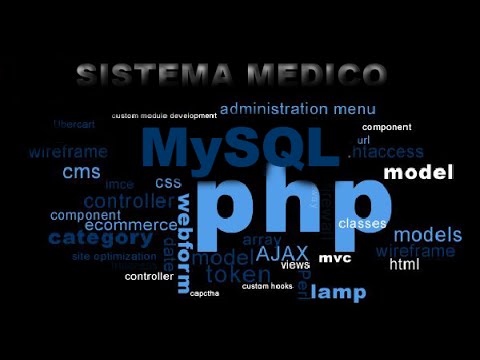 SISTEMA MEDICO
custom module development
administration menu
Ubercart
component
MySQL
url
.htaccess
wireframe
cms
imce
css
model
controller
php
component
webform
classes
ecommerce
category
date
array
models
site optimization
model
AJAX
mvc
wireframe
views
html
controller
token
perl
capctha
custom hooks
lamp